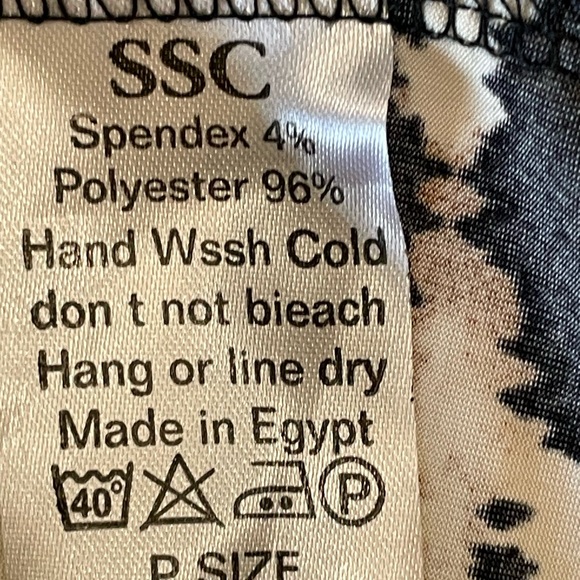 SSC
Spendex 4%
Polyester 96%
Hand Wssh Cold
don t not bieach
Hang or line dry
Made in Egypt
40° P
P SIZE